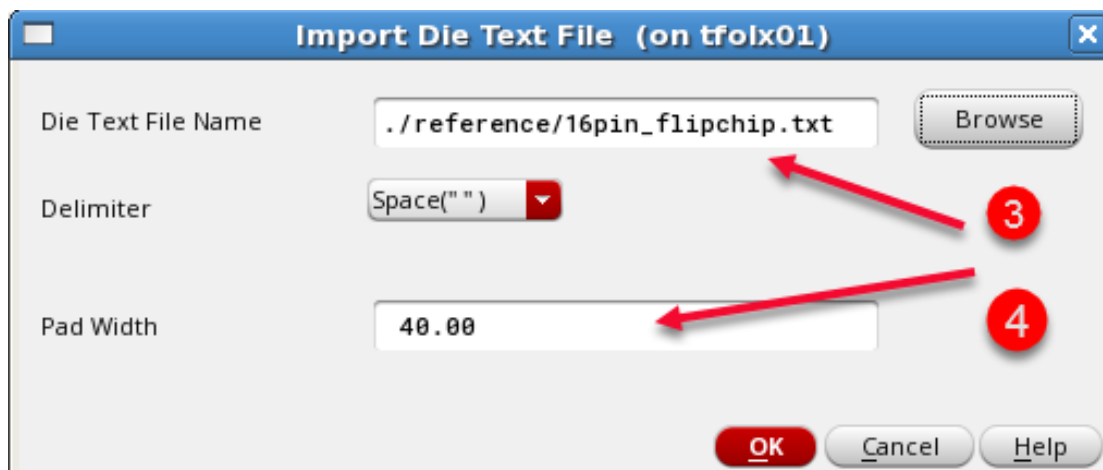 Import Die Text File (on tfolx01)
Die Text File Name ./reference/16pin_flipchip.txt Browse
Delimiter Space(" ")
3
Pad Width 40.00
4
OK Cancel Help